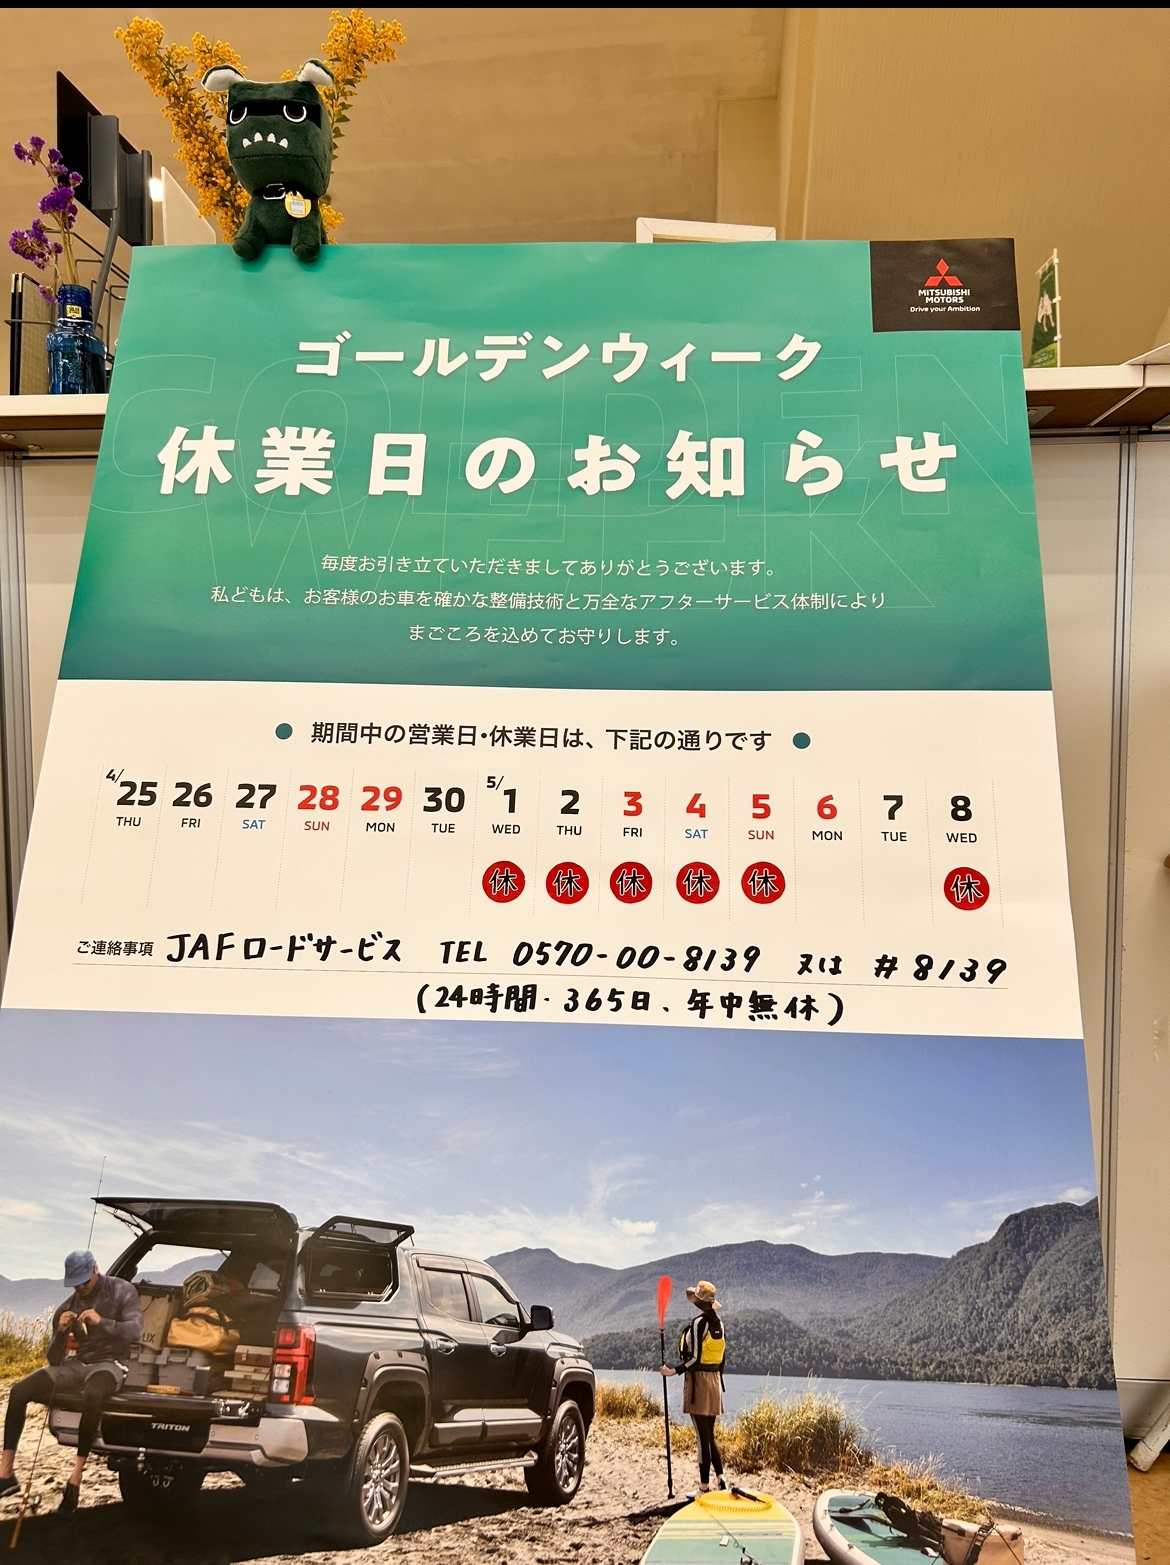 MITSUBISHI
MOTORS
Drive your Ambition
GOLDEN
WEEK
ゴールデンウィーク
休業日のお知らせ
毎度お引き立ていただきましてありがとうございます。
私どもは、お客様のお車を確かな整備技術と万全なアフターサービス体制により
まごころを込めてお守りします。
● 期間中の営業日・休業日は、下記の通りです ●
4/25 26 27 28 29 30 5/1 2 3 4 5 6 7 8
THU FRI SAT SUN MON TUE WED THU FRI SAT SUN MON TUE WED
休 休 休 休 休 休
ご連絡事項 JAFロードサービス TEL 0570-00-8139 又は #8139
(24時間・365日、年中無休)
TRITON